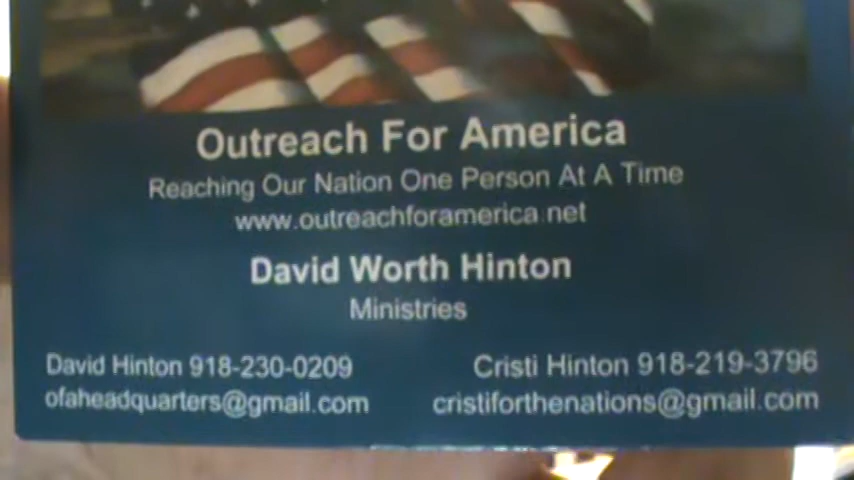 Outreach For America
Reaching Our Nation One Person At A Time
www.outreachforamerica.net
David Worth Hinton
Ministries
David Hinton 918-230-0209 Cristi Hinton 918-219-3796
ofaheadquarters@gmail.com cristiforthenations@gmail.com